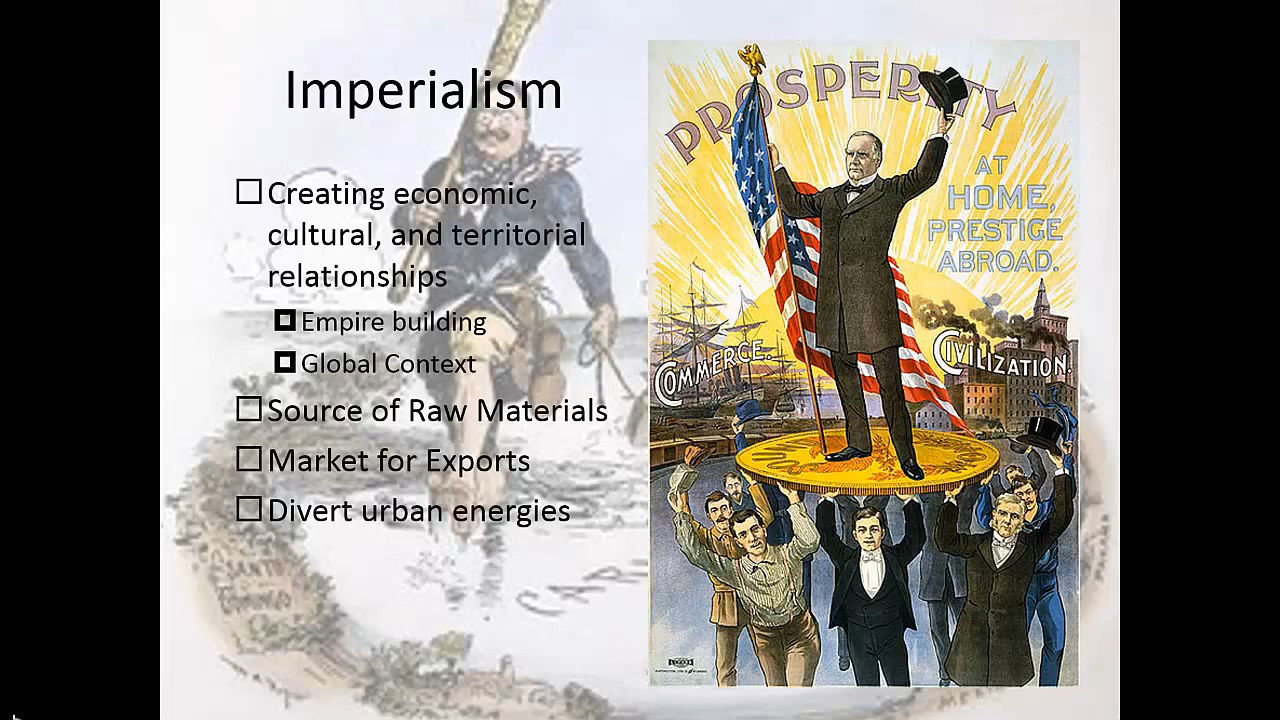 Imperialism
Creating economic,
cultural, and territorial
relationships
Empire building
Global Context
Source of Raw Materials
Market for Exports
Divert urban energies
PROSPERITY
AT
HOME,
PRESTIGE
ABROAD.
COMMERCE.
CIVILIZATION.